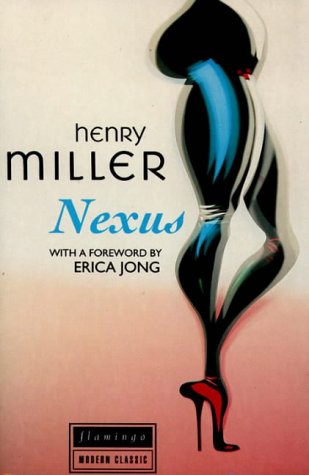 henry
MILLER
Nexus
WITH A FOREWORD BY
ERICA JONG
flamingo
MODERN CLASSIC